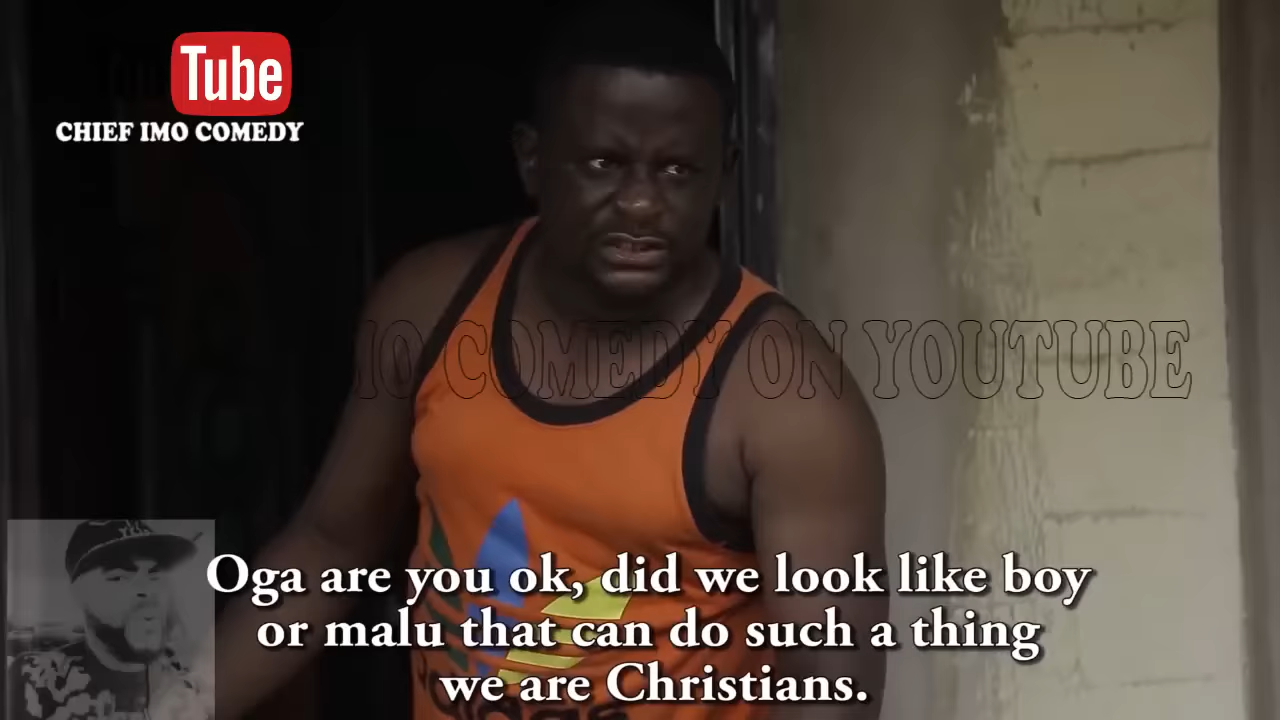 Tube
CHIEF IMO COMEDY
MO COMEDY ON YOUTUBE
Oga are you ok, did we look like boy
or malu that can do such a thing
we are Christians.